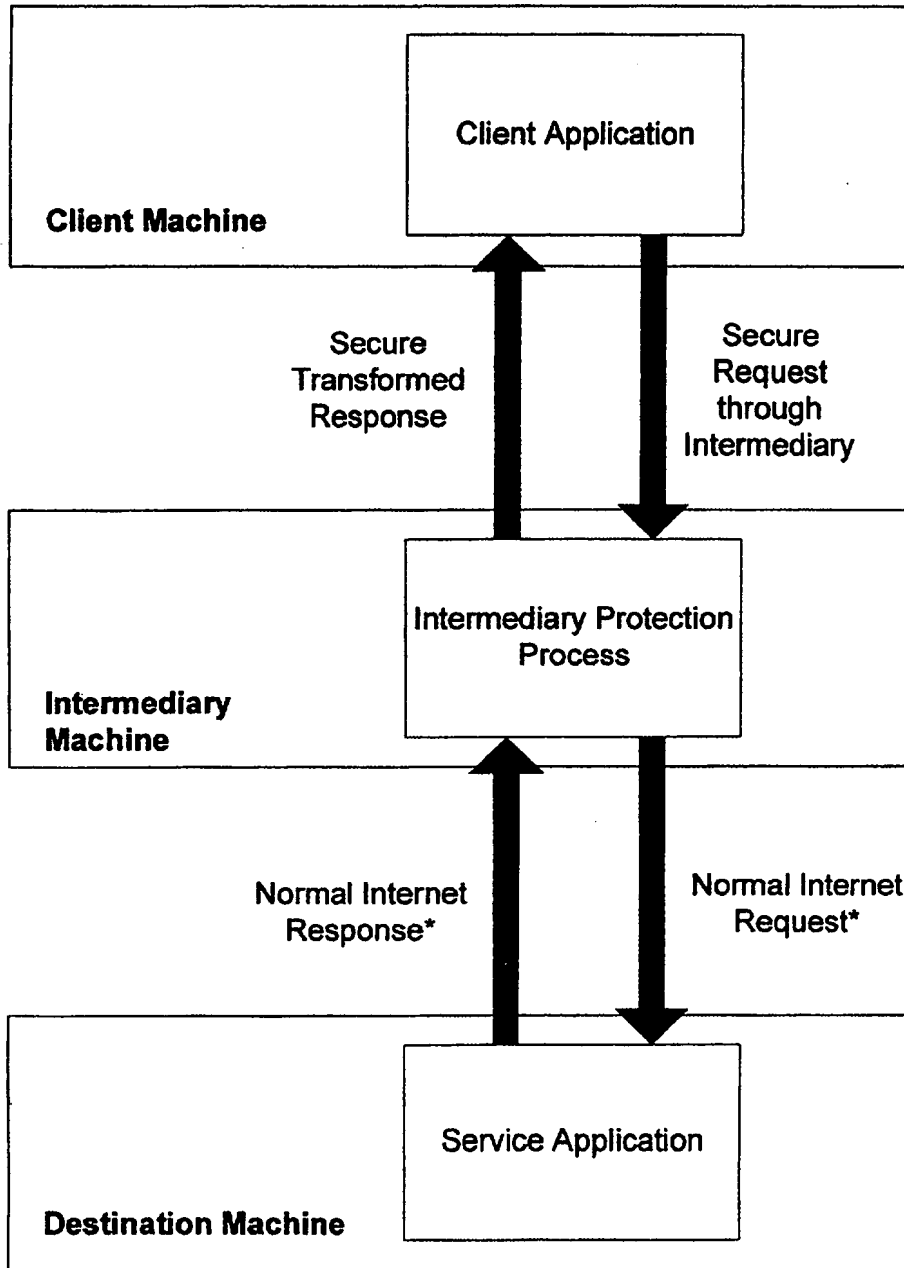 Client Application
Client Machine
Secure
Transformed
Response
Secure
Request
through
Intermediary
Intermediary Protection
Process
Intermediary
Machine
Normal Internet
Response*
Normal Internet
Request*
Service Application
Destination Machine